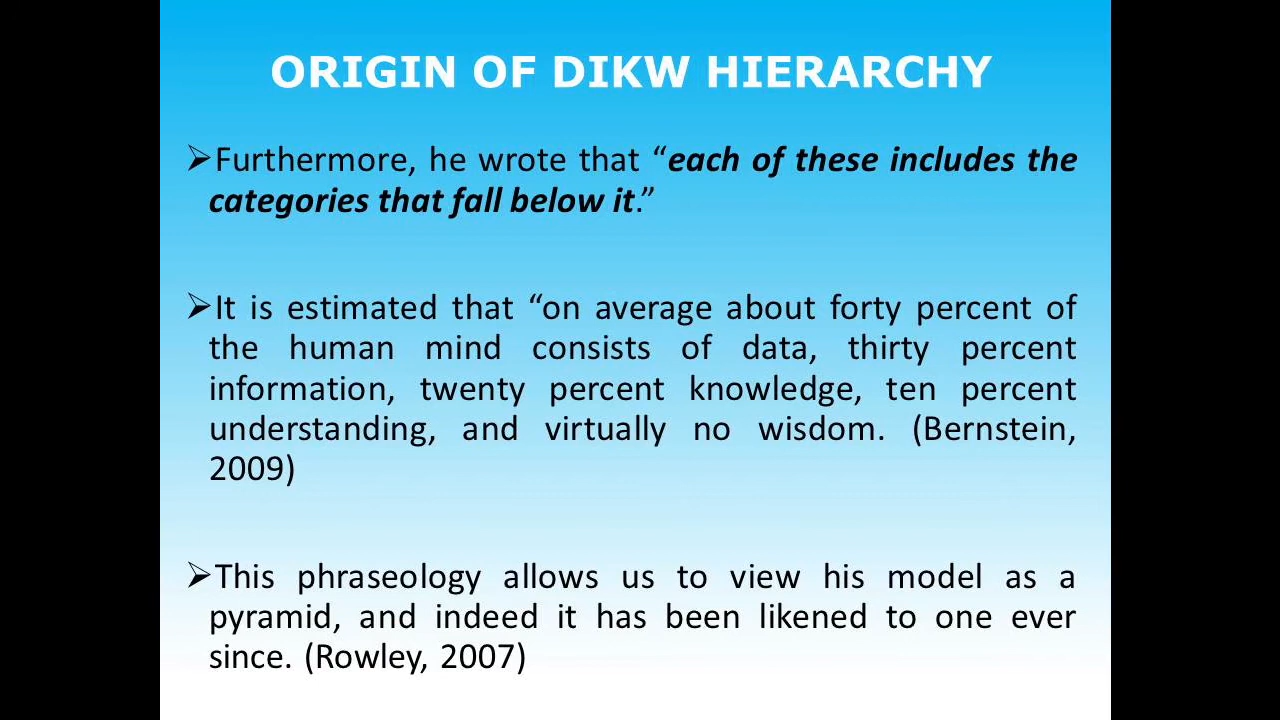 ORIGIN OF DIKW HIERARCHY
➢Furthermore, he wrote that “each of these includes the
categories that fall below it.”
➢It is estimated that “on average about forty percent of
the human mind consists of data, thirty percent
information, twenty percent knowledge, ten percent
understanding, and virtually no wisdom. (Bernstein,
2009)
➢This phraseology allows us to view his model as a
pyramid, and indeed it has been likened to one ever
since. (Rowley, 2007)